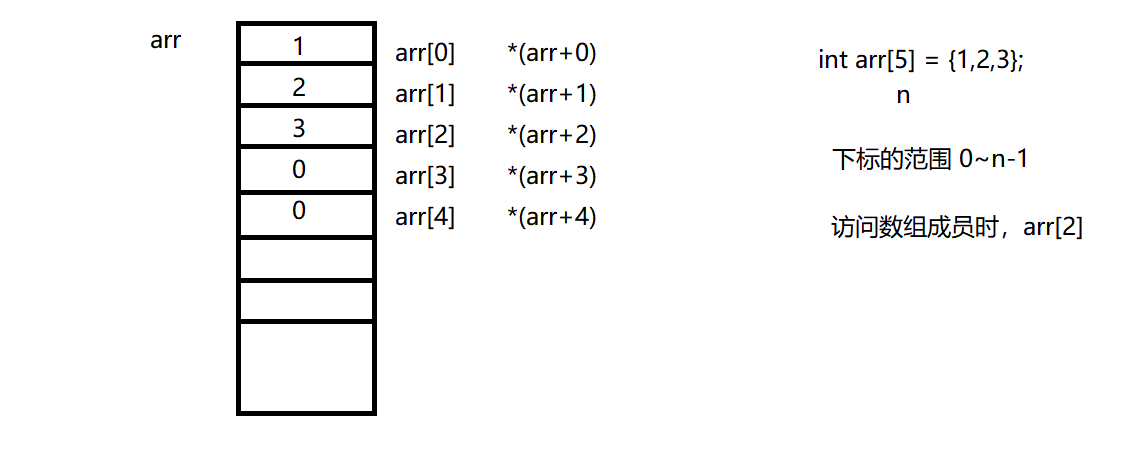 arr 1 arr[0] *(arr+0)
2 arr[1] *(arr+1)
3 arr[2] *(arr+2)
0 arr[3] *(arr+3)
0 arr[4] *(arr+4)
int arr[5] = {1,2,3};
n
下标的范围 0~n-1
访问数组成员时，arr[2]